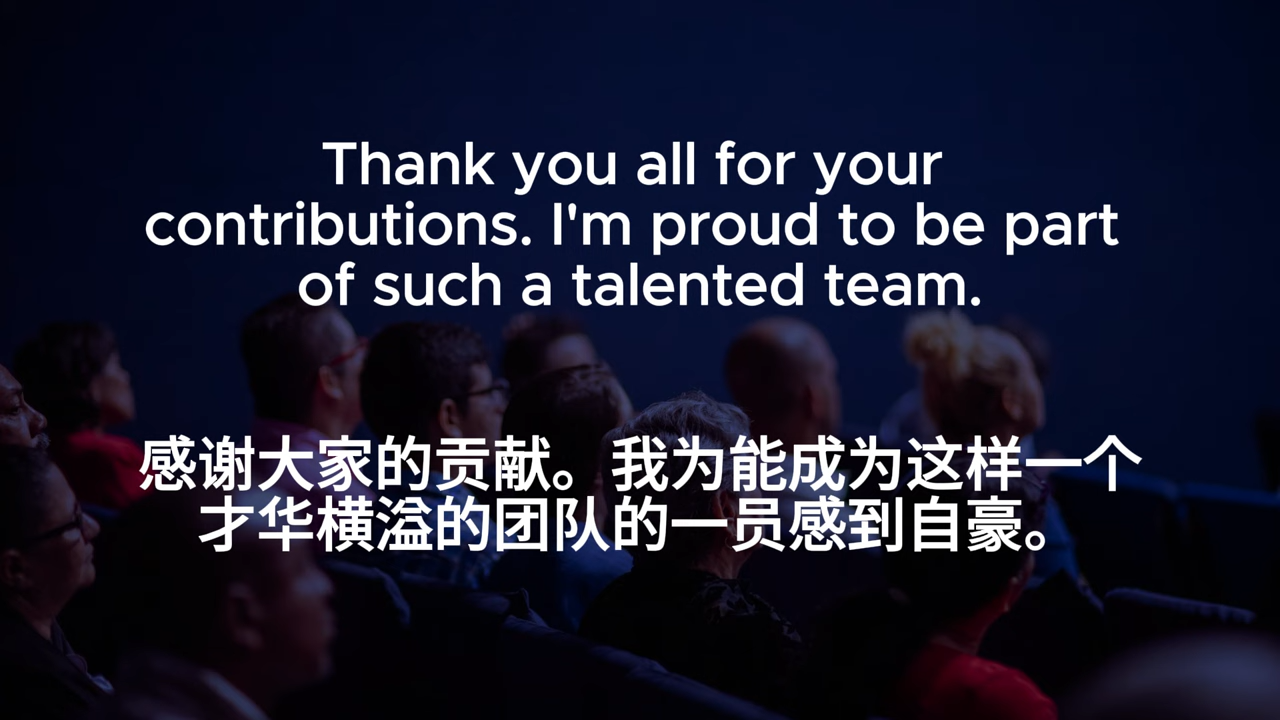 Thank you all for your
contributions. I'm proud to be part
of such a talented team.
感谢大家的贡献。我为能成为这样一个
才华横溢的团队的一员感到自豪。